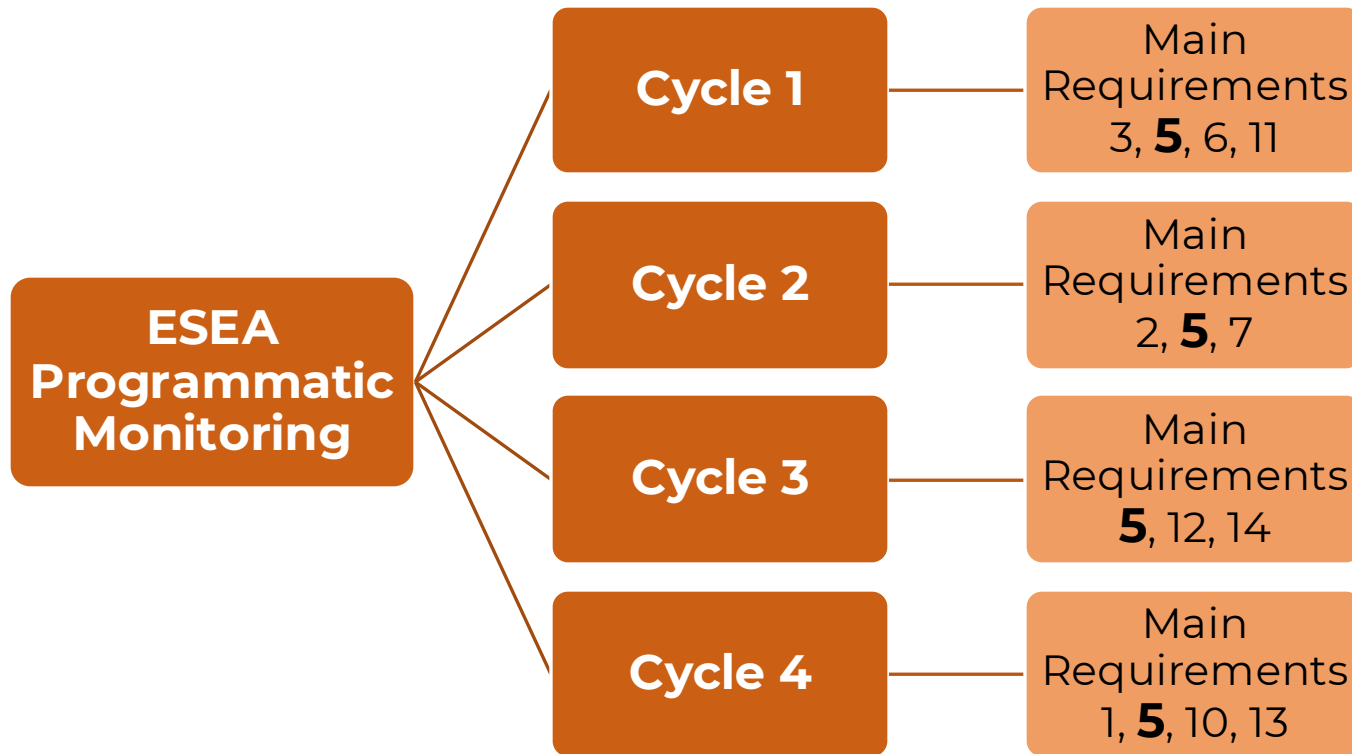 ESEA
Programmatic
Monitoring
Cycle 1
Main
Requirements
3, 5, 6, 11
Cycle 2
Main
Requirements
2, 5, 7
Cycle 3
Main
Requirements
5, 12, 14
Cycle 4
Main
Requirements
1, 5, 10, 13